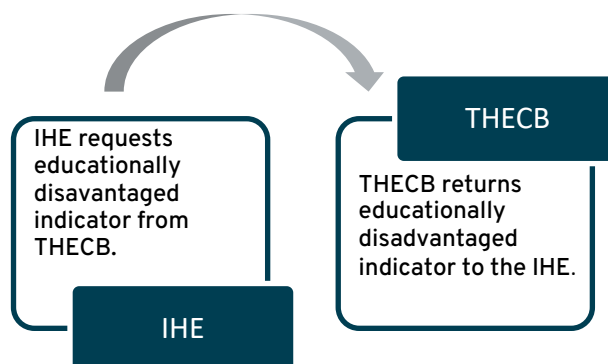 IHE requests
educationally
disavantaged
indicator from
THECB.
IHE
THECB
THECB returns
educationally
disadvantaged
indicator to the IHE.